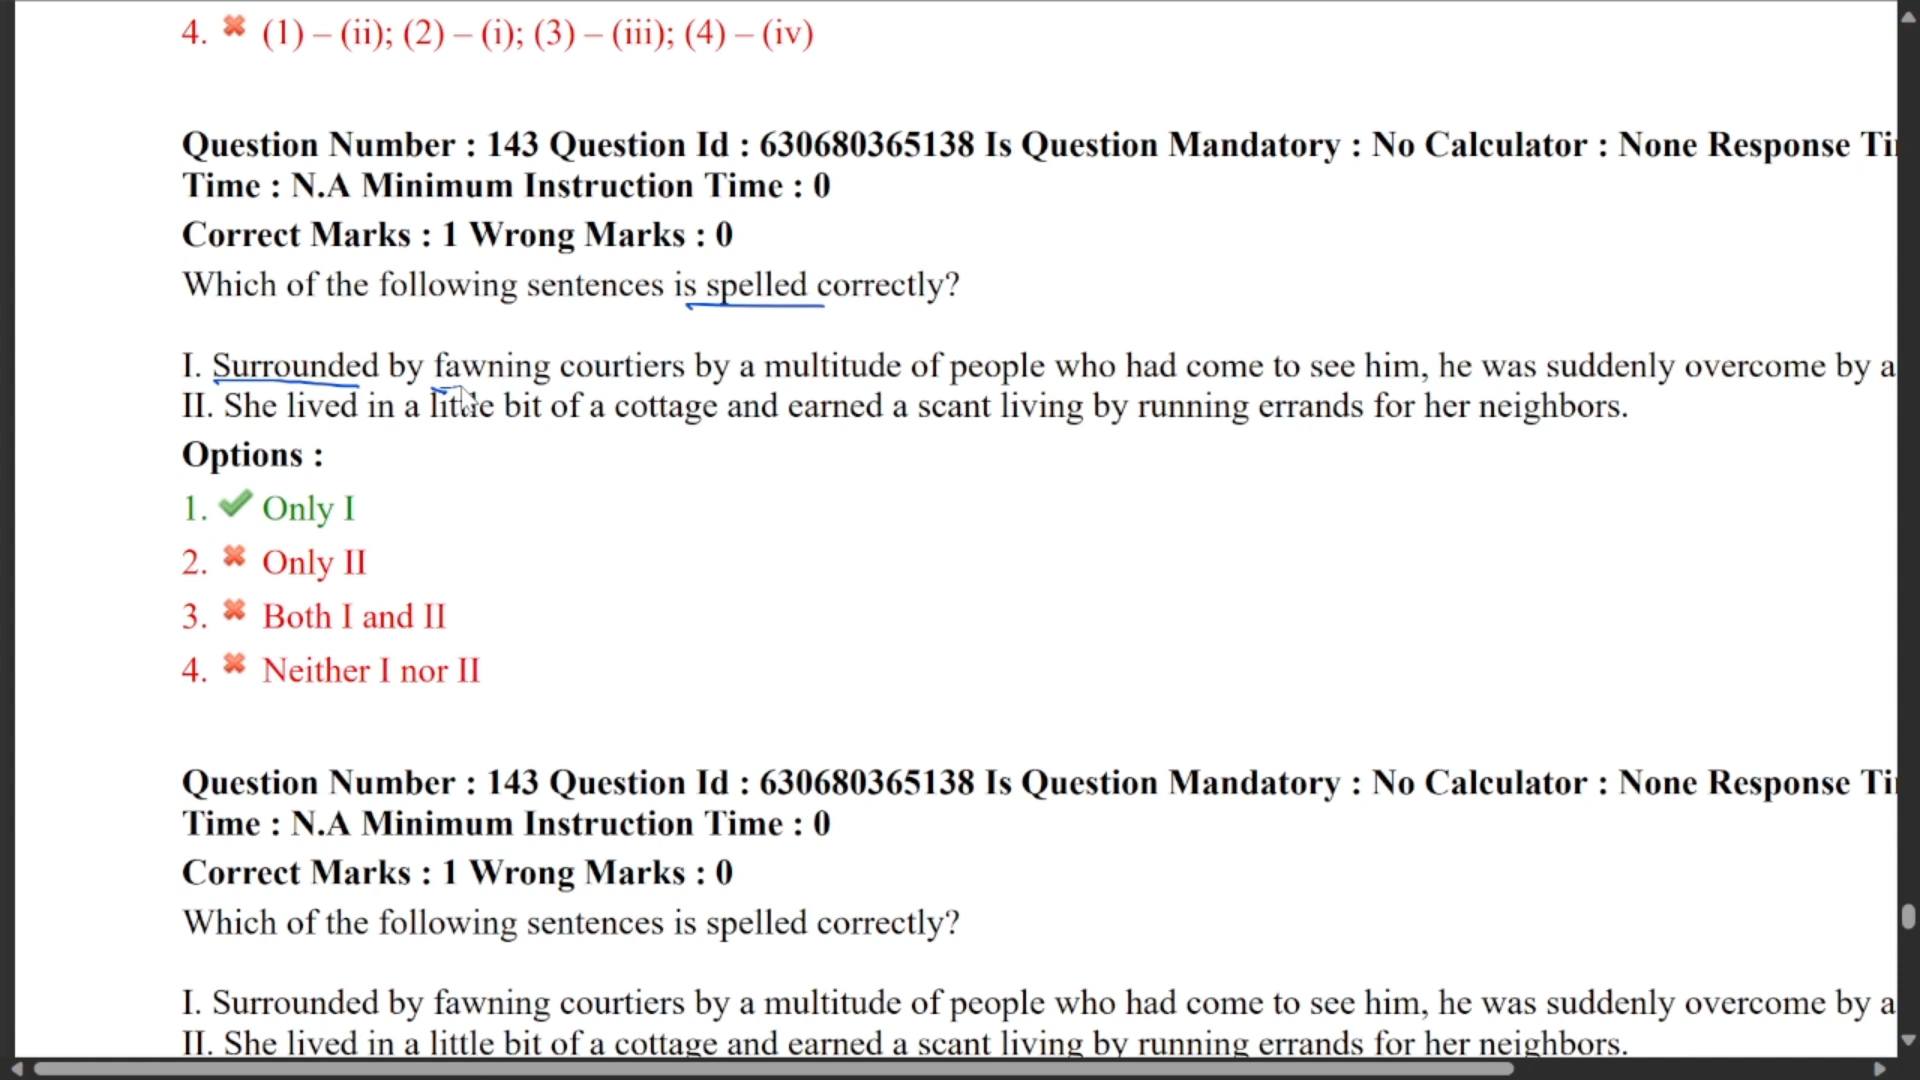 4. (1) – (ii); (2) – (i); (3) – (iii); (4) – (iv)
Question Number : 143 Question Id : 630680365138 Is Question Mandatory : No Calculator : None Response
Time : N.A Minimum Instruction Time : 0
Correct Marks : 1 Wrong Marks : 0
Which of the following sentences is spelled correctly?
I. Surrounded by fawning courtiers by a multitude of people who had come to see him, he was suddenly overcome by a
II. She lived in a little bit of a cottage and earned a scant living by running errands for her neighbors.
Options :
1. Only I
2. Only II
3. Both I and II
4. Neither I nor II
Question Number : 143 Question Id : 630680365138 Is Question Mandatory : No Calculator : None Response
Time : N.A Minimum Instruction Time : 0
Correct Marks : 1 Wrong Marks : 0
Which of the following sentences is spelled correctly?
I. Surrounded by fawning courtiers by a multitude of people who had come to see him, he was suddenly overcome by a
II. She lived in a little bit of a cottage and earned a scant living by running errands for her neighbors.